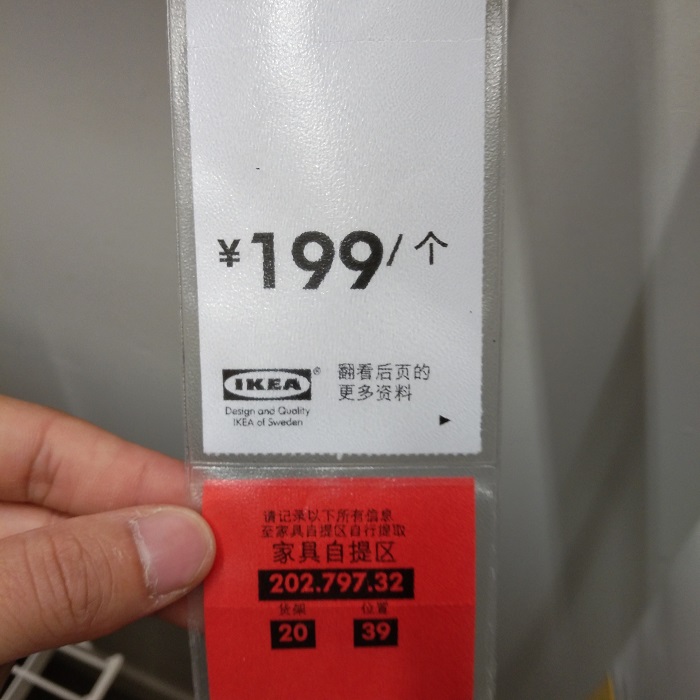 ¥199/个
IKEA®
Design and Quality
IKEA of Sweden
翻看后页的
更多资料
请记录以下所有信息
至家具自提区自行提取
家具自提区
202.797.32
货架 位置
20 39